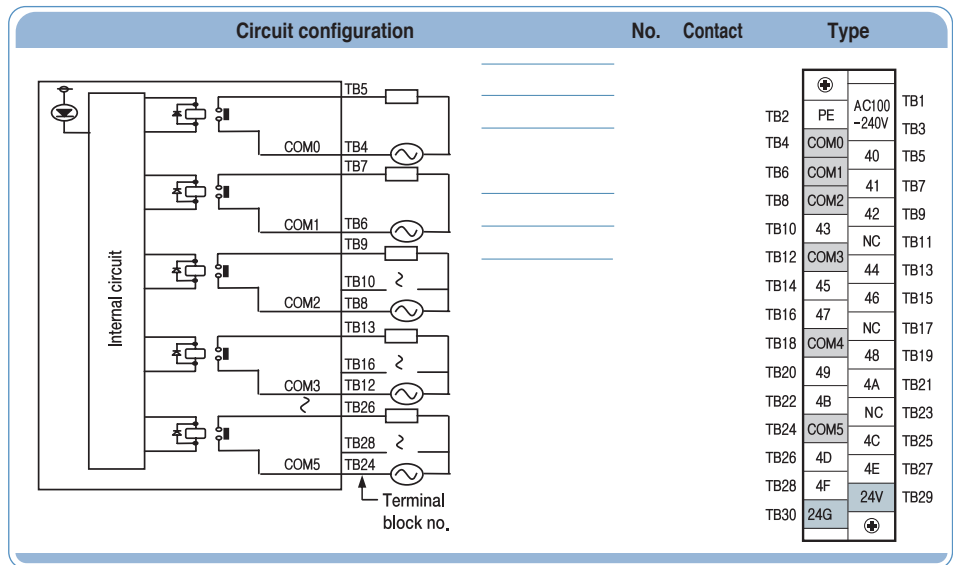 Circuit configuration No. Contact Type
TB5
COM0 TB4
TB7
COM1 TB6
TB9
TB10
COM2 TB8
TB13
TB16
COM3 TB12
TB26
TB28
COM5 TB24
Internal circuit
Terminal
block no.
AC100
-240V
TB1
TB2 PE
TB3
TB4 COM0
40 TB5
TB6 COM1
41 TB7
TB8 COM2
42 TB9
TB10 43
NC TB11
TB12 COM3
44 TB13
TB14 45
46 TB15
TB16 47
NC TB17
TB18 COM4
48 TB19
TB20 49
4A TB21
TB22 4B
NC TB23
TB24 COM5
4C TB25
TB26 4D
4E TB27
TB28 4F
24V TB29
TB30 24G